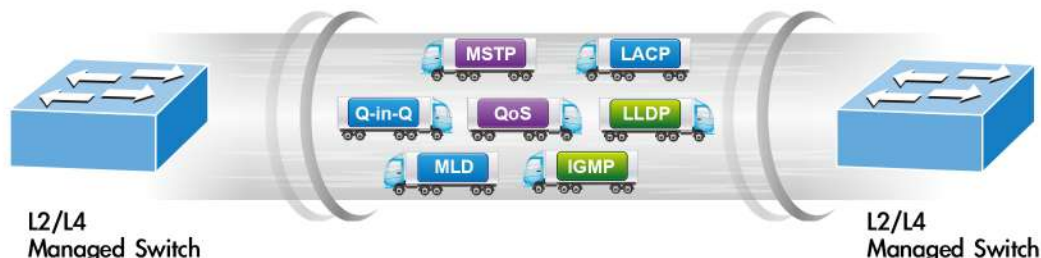 MSTP
LACP
Q-in-Q
QoS
LLDP
MLD
IGMP
L2/L4
Managed Switch
L2/L4
Managed Switch